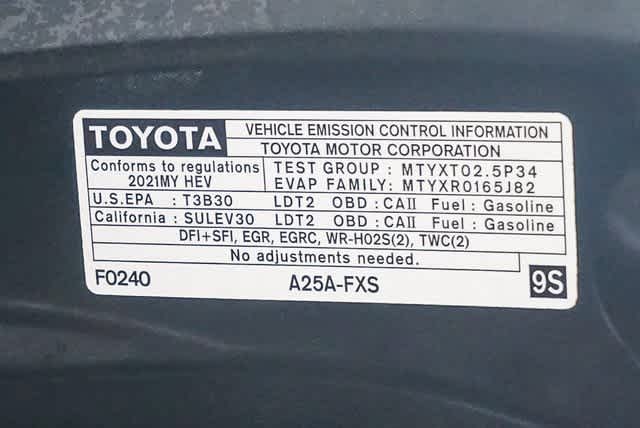 TOYOTA VEHICLE EMISSION CONTROL INFORMATION
TOYOTA MOTOR CORPORATION
Conforms to regulations
2021MY HEV
TEST GROUP : MTYXT02.5P34
EVAP FAMILY: MTYXR0165J82
U.S.EPA : T3B30 LDT2 OBD : CAII Fuel : Gasoline
California : SULEV30 LDT2 OBD : CAII Fuel : Gasoline
DFI+SFI, EGR, EGRC, WR-HO2S(2), TWC(2)
No adjustments needed.
F0240 A25A-FXS 9S